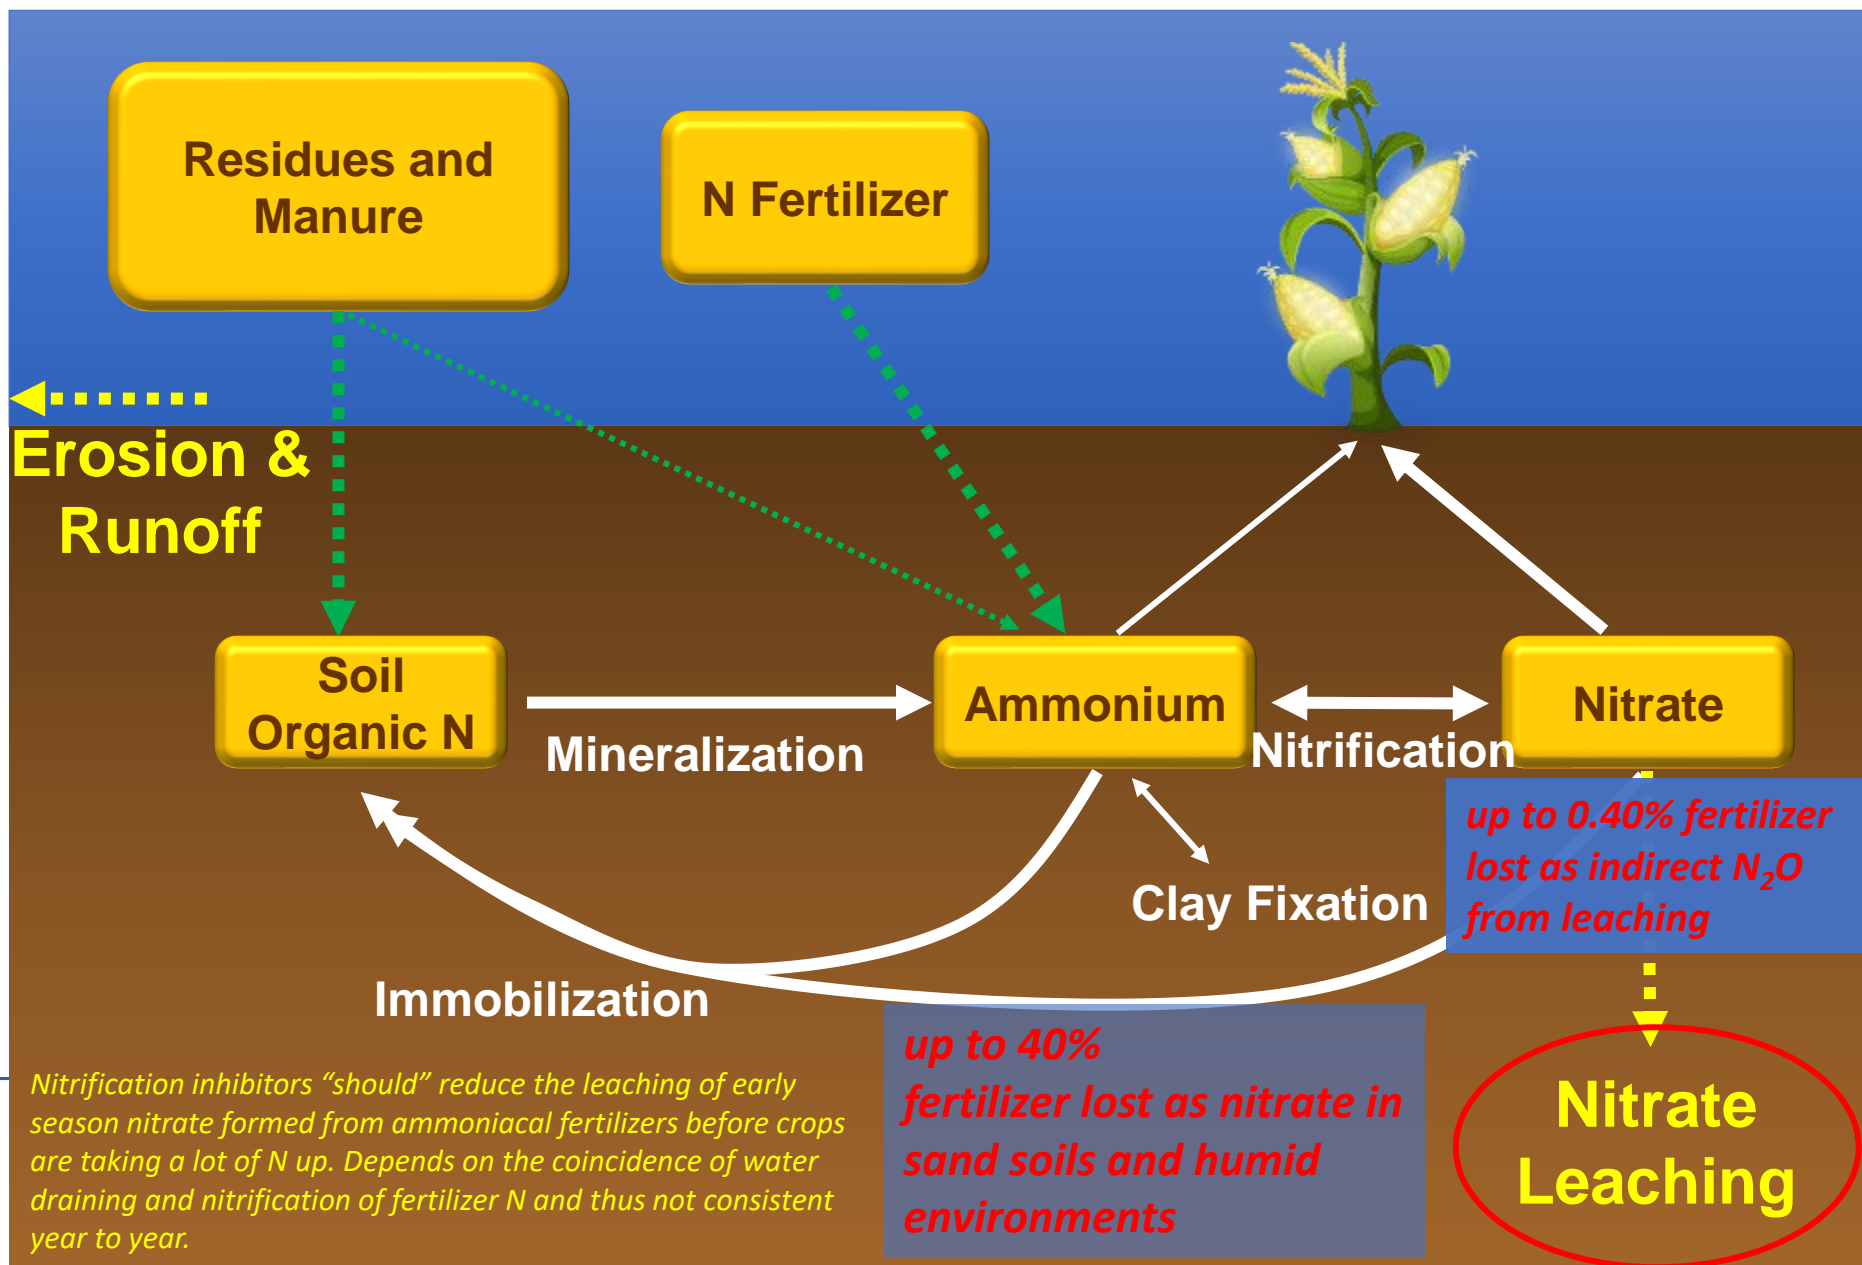 Residues and
Manure
N Fertilizer
Erosion &
Runoff
Soil
Organic N
Mineralization
Ammonium
Nitrification
Nitrate
up to 0.40% fertilizer
lost as indirect N₂O
from leaching
Clay Fixation
Immobilization
up to 40%
fertilizer lost as nitrate in
sand soils and humid
environments
Nitrate
Leaching
Nitrification inhibitors “should” reduce the leaching of early
season nitrate formed from ammoniacal fertilizers before crops
are taking a lot of N up. Depends on the coincidence of water
draining and nitrification of fertilizer N and thus not consistent
year to year.